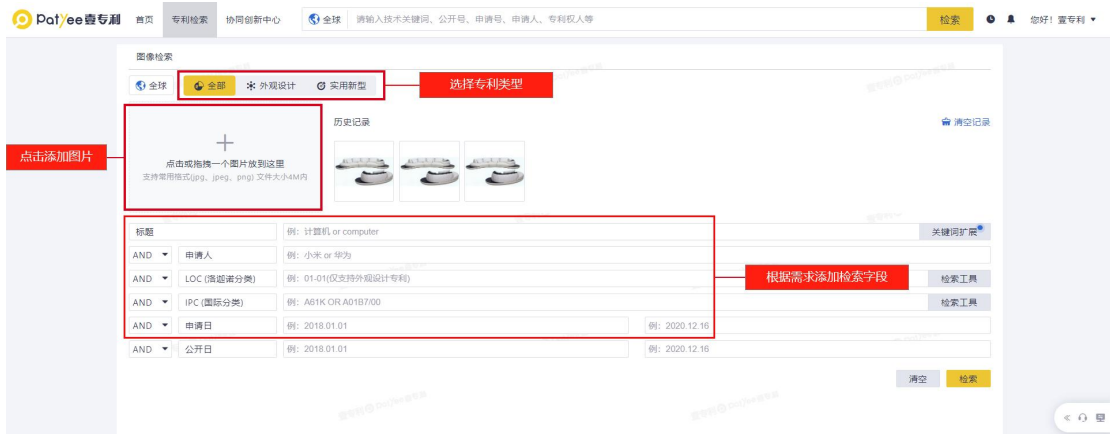 Patyee壹专利 首页 专利检索 协同创新中心 全球 请输入技术关键词、公开号、申请号、申请人、专利权人等 检索 您好！壹专利
图像检索
全球 全部 外观设计 实用新型 选择专利类型
历史记录 清空记录
点击添加图片
点击或拖拽一个图片放到这里
支持常用格式(jpg、jpeg、png) 文件大小4M内
标题 例：计算机 or computer 关键词扩展
AND 申请人 例：小米 or 华为
AND LOC (洛迦诺分类) 例：01-01(仅支持外观设计专利) 根据需求添加检索字段 检索工具
AND IPC (国际分类) 例：A61K OR A01B7/00 检索工具
AND 申请日 例：2018.01.01 例：2020.12.16
AND 公开日 例：2018.01.01 例：2020.12.16
清空 检索